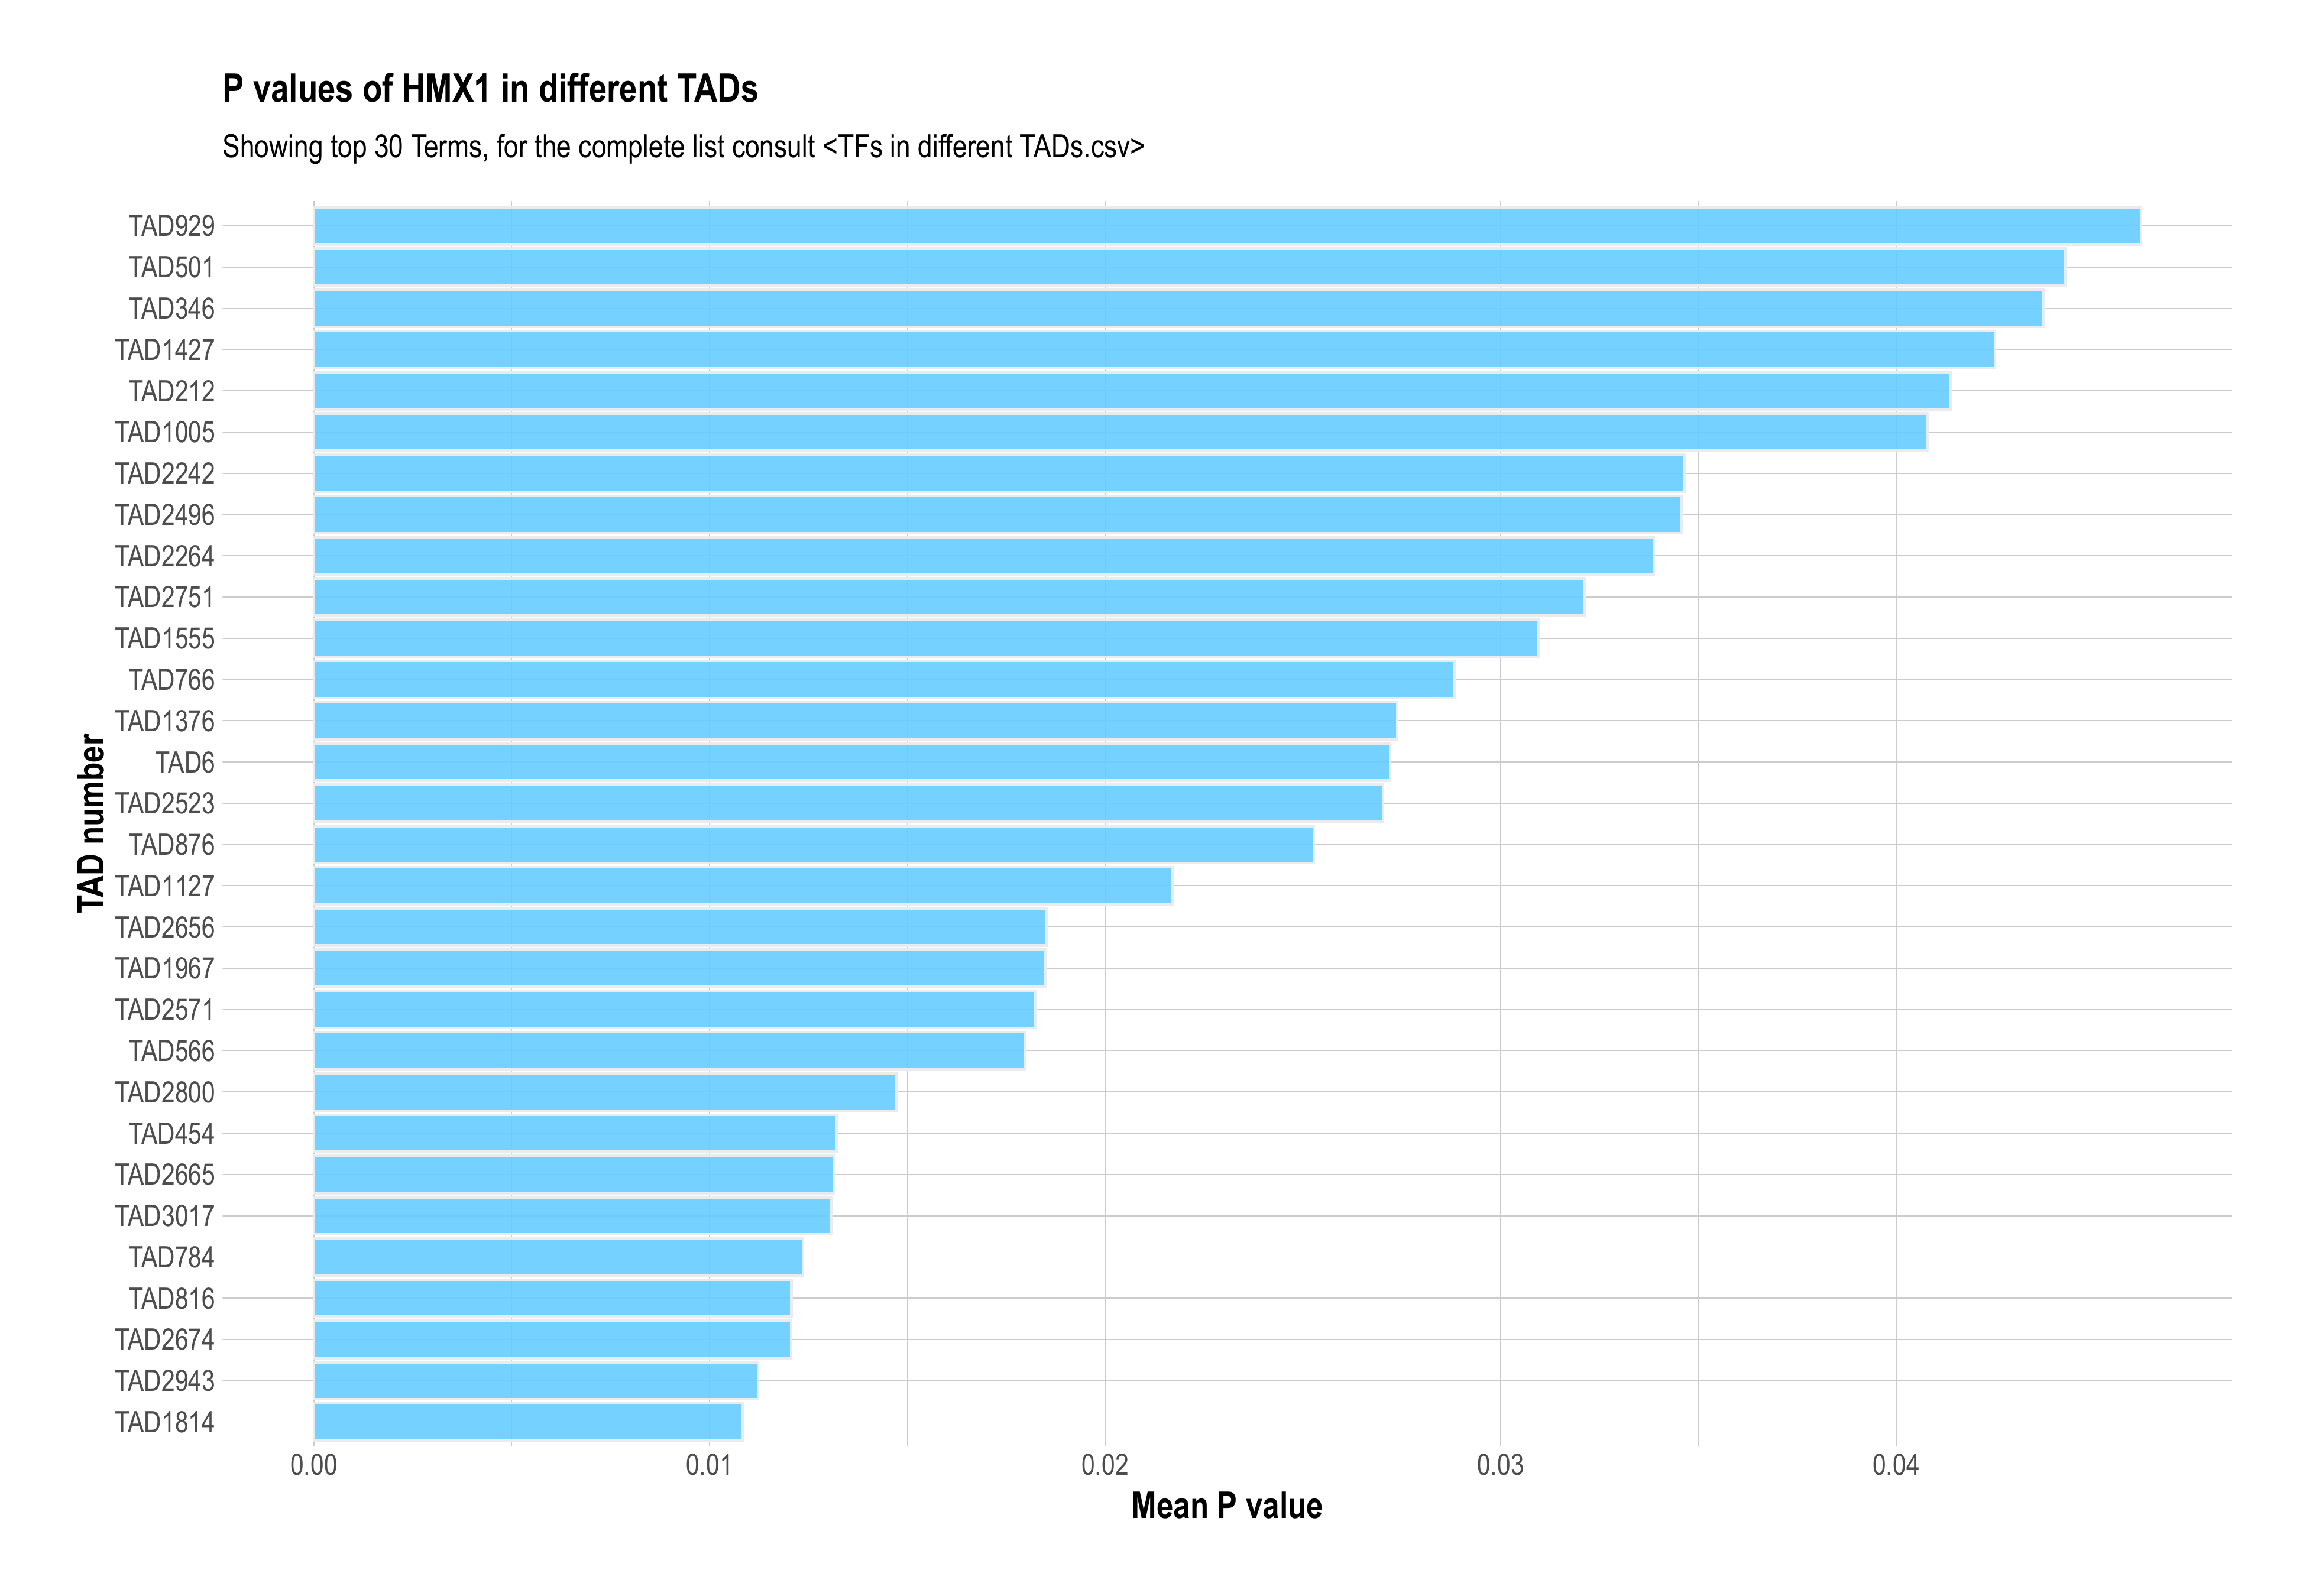 P values of HMX1 in different TADs
Showing top 30 Terms, for the complete list consult <TFs in different TADs.csv>
TAD number
TAD929
TAD501
TAD346
TAD1427
TAD212
TAD1005
TAD2242
TAD2496
TAD2264
TAD2751
TAD1555
TAD766
TAD1376
TAD6
TAD2523
TAD876
TAD1127
TAD2656
TAD1967
TAD2571
TAD566
TAD2800
TAD454
TAD2665
TAD3017
TAD784
TAD816
TAD2674
TAD2943
TAD1814
0.00 0.01 0.02 0.03 0.04
Mean P value